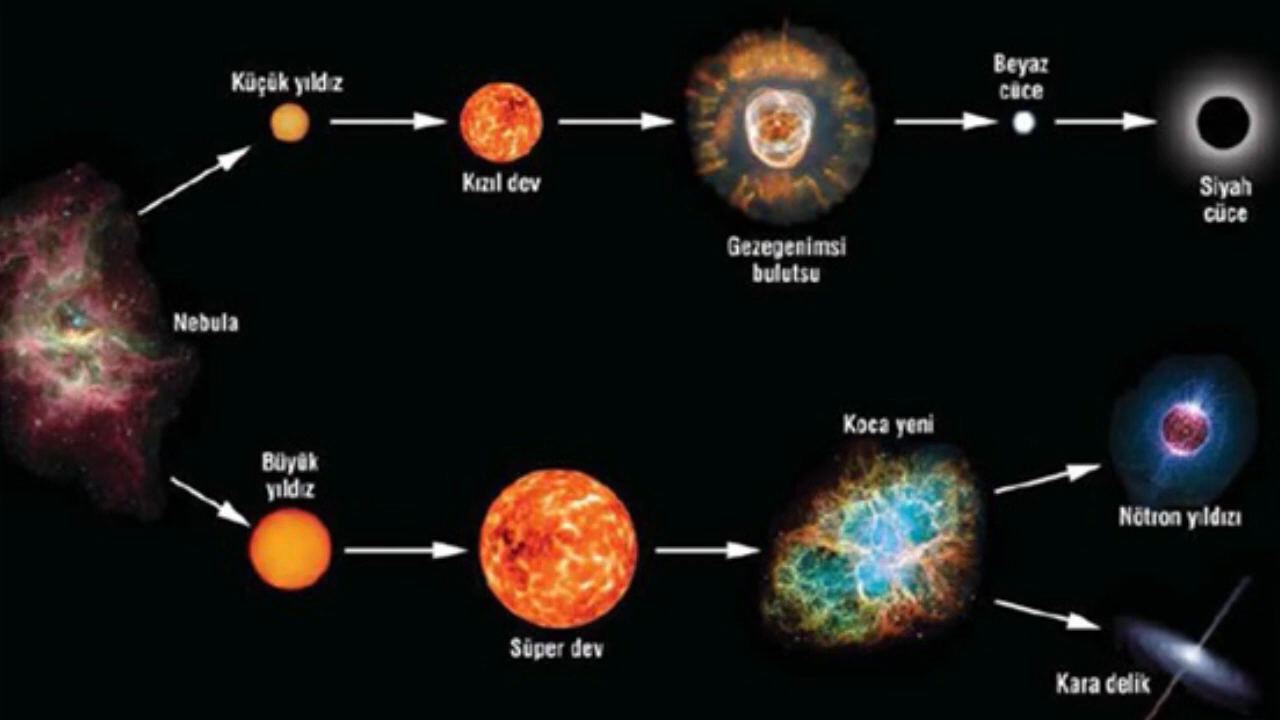 Küçük yıldız
Kızıl dev
Gezegenimsi
bulutsu
Beyaz
cüce
Siyah
cüce
Nebula
Büyük
yıldız
Süper dev
Koca yeni
Nötron yıldızı
Kara delik